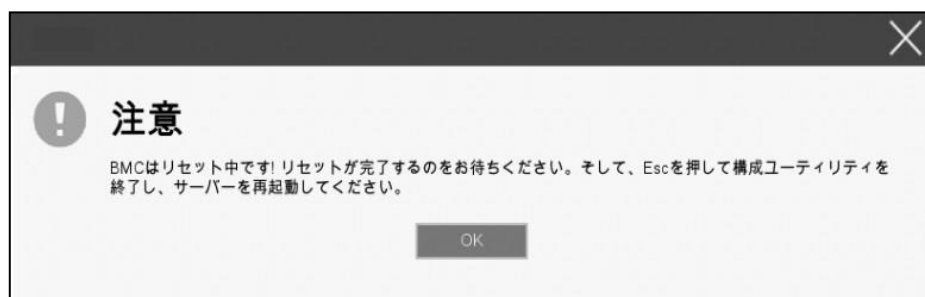 注意
BMCはリセット中です! リセットが完了するのをお待ちください。そして、Escを押して構成ユーティリティを
終了し、サーバーを再起動してください。
OK